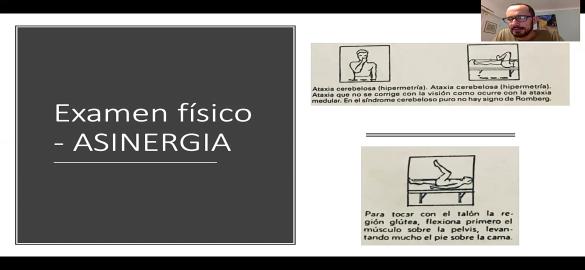 Examen físico
- ASINERGIA
Ataxia cerebelosa (hipermetría). Ataxia cerebelosa (hipermetría).
Ataxia que no se corrige con la visión como ocurre con la ataxia
medular. En el síndrome cerebeloso puro no hay signo de Romberg.
Para tocar con el talón la re-
gión glútea, flexiona primero el
músculo sobre la pelvis, levan-
tando mucho el pie sobre la cama.